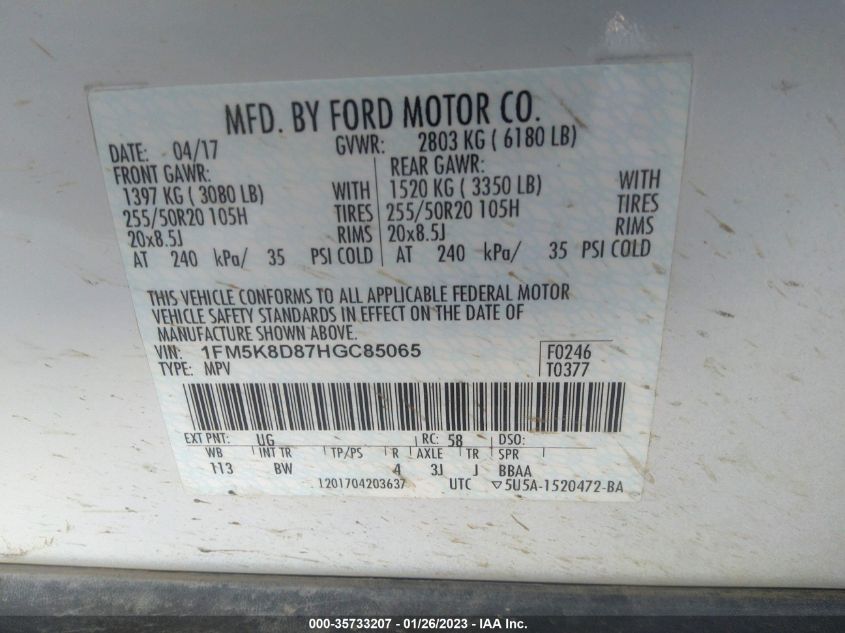 MFD. BY FORD MOTOR CO.
DATE: 04/17 GVWR: 2803 KG ( 6180 LB)
FRONT GAWR: REAR GAWR:
1397 KG ( 3080 LB) WITH 1520 KG ( 3350 LB) WITH
255/50R20 105H TIRES 255/50R20 105H TIRES
20x8.5J RIMS 20x8.5J RIMS
AT 240 kPa/ 35 PSI COLD AT 240 kPa/ 35 PSI COLD
THIS VEHICLE CONFORMS TO ALL APPLICABLE FEDERAL MOTOR
VEHICLE SAFETY STANDARDS IN EFFECT ON THE DATE OF
MANUFACTURE SHOWN ABOVE.
VIN: 1FM5K8D87HGC85065 F0246
TYPE: MPV T0377
EXT PNT: UG RC: 58 DSO:
WB INT TR TP/PS R AXLE TR SPR
113 BW 4 3J J BBAA
1201704203637 UTC ▽5U5A-1520472-BA
000-35733207 - 01/26/2023 - IAA Inc.